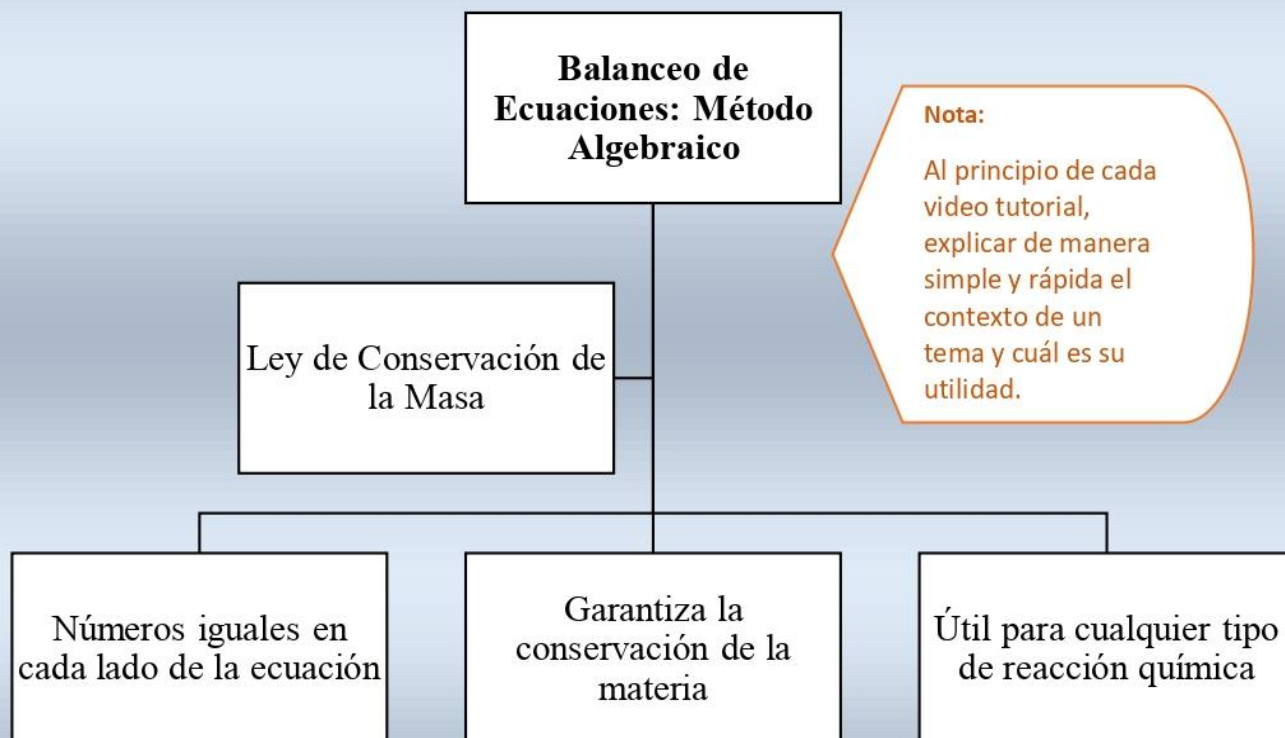 Balanceo de
Ecuaciones: Método
Algebraico
Nota:
Al principio de cada
video tutorial,
explicar de manera
simple y rápida el
contexto de un
tema y cuál es su
utilidad.
Ley de Conservación de
la Masa
Números iguales en
cada lado de la ecuación
Garantiza la
conservación de la
materia
Útil para cualquier tipo
de reacción química